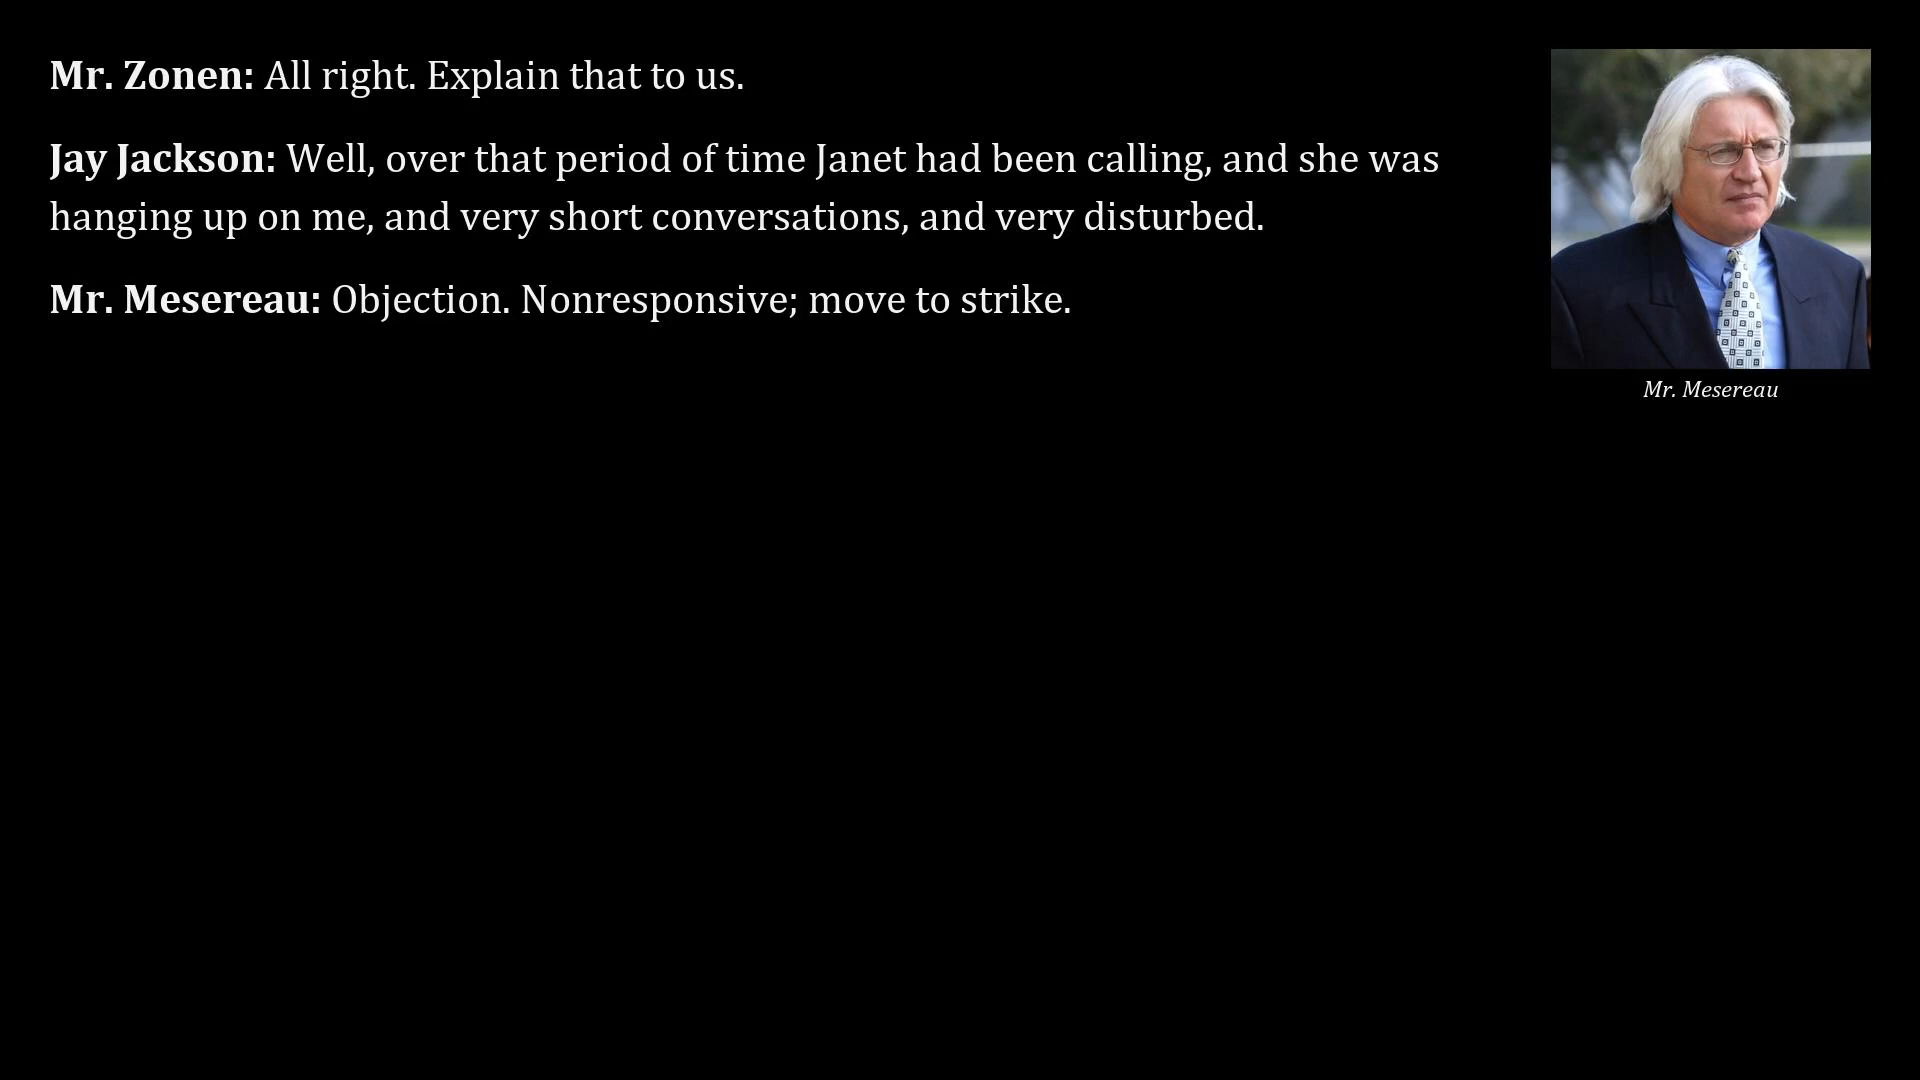 Mr. Zonen: All right. Explain that to us.
Jay Jackson: Well, over that period of time Janet had been calling, and she was
hanging up on me, and very short conversations, and very disturbed.
Mr. Mesereau: Objection. Nonresponsive; move to strike.
Mr. Mesereau